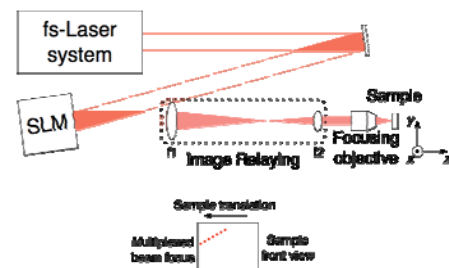 fs-Laser
system
SLM
Sample
y
f1
f2
x
z
Image Relaying
Focusing
objective
Sample translation
Multiplexed
beam focus
Sample
front view